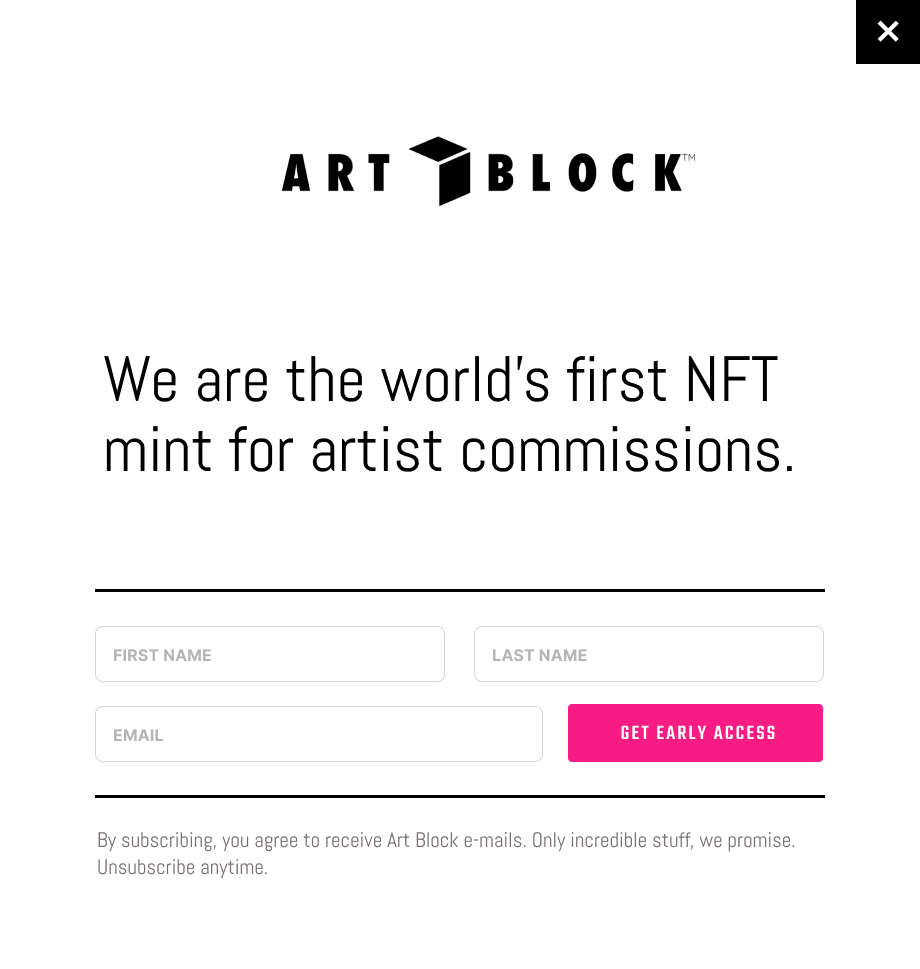 ART BLOCK™
We are the world's first NFT
mint for artist commissions.
FIRST NAME
LAST NAME
EMAIL
GET EARLY ACCESS
By subscribing, you agree to receive Art Block e-mails. Only incredible stuff, we promise.
Unsubscribe anytime.